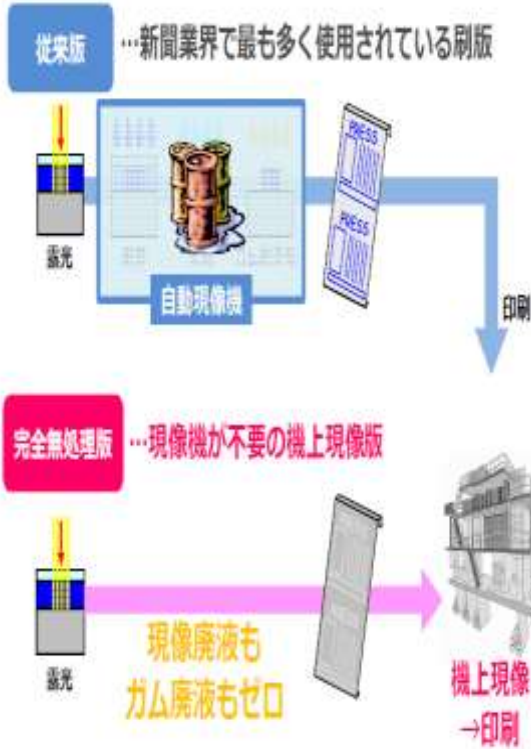 従来版
…新聞業界で最も多く使用されている刷版
露光
自動現像機
PRESS
PRESS
印刷
完全無処理版
…現像機が不要の機上現像版
露光
現像廃液も
ガム廃液もゼロ
機上現像
→印刷